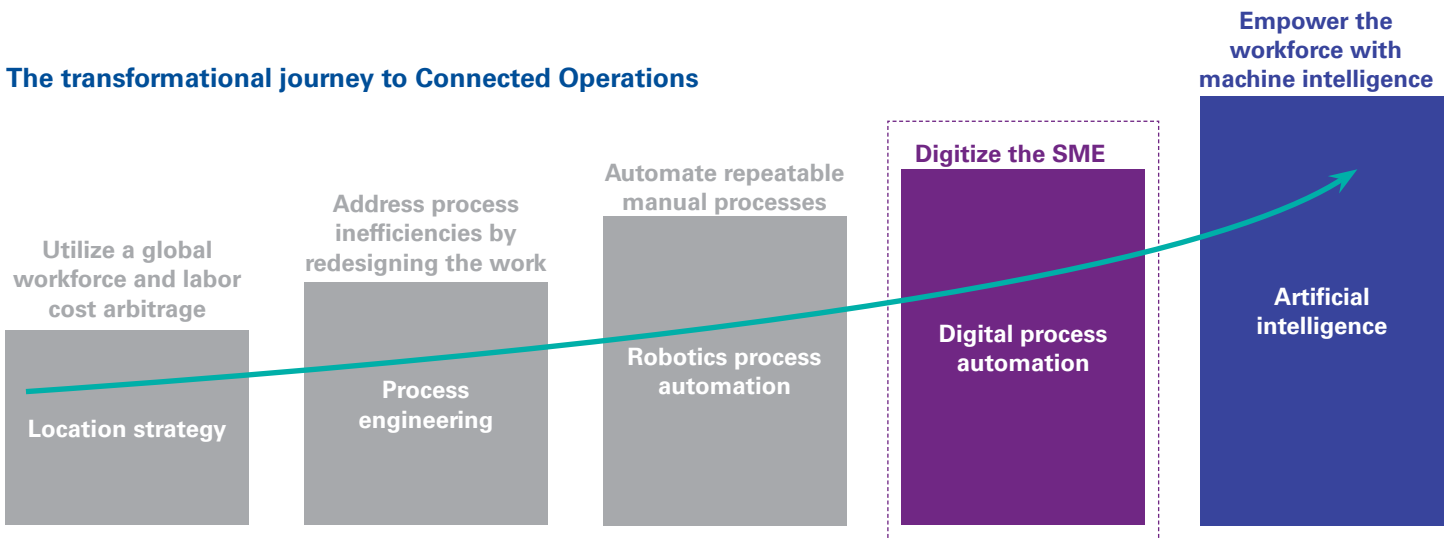 The transformational journey to Connected Operations
Utilize a global
workforce and labor
cost arbitrage
Location strategy
Address process
inefficiencies by
redesigning the work
Process
engineering
Automate repeatable
manual processes
Robotics process
automation
Digitize the SME
Digital process
automation
Empower the
workforce with
machine intelligence
Artificial
intelligence